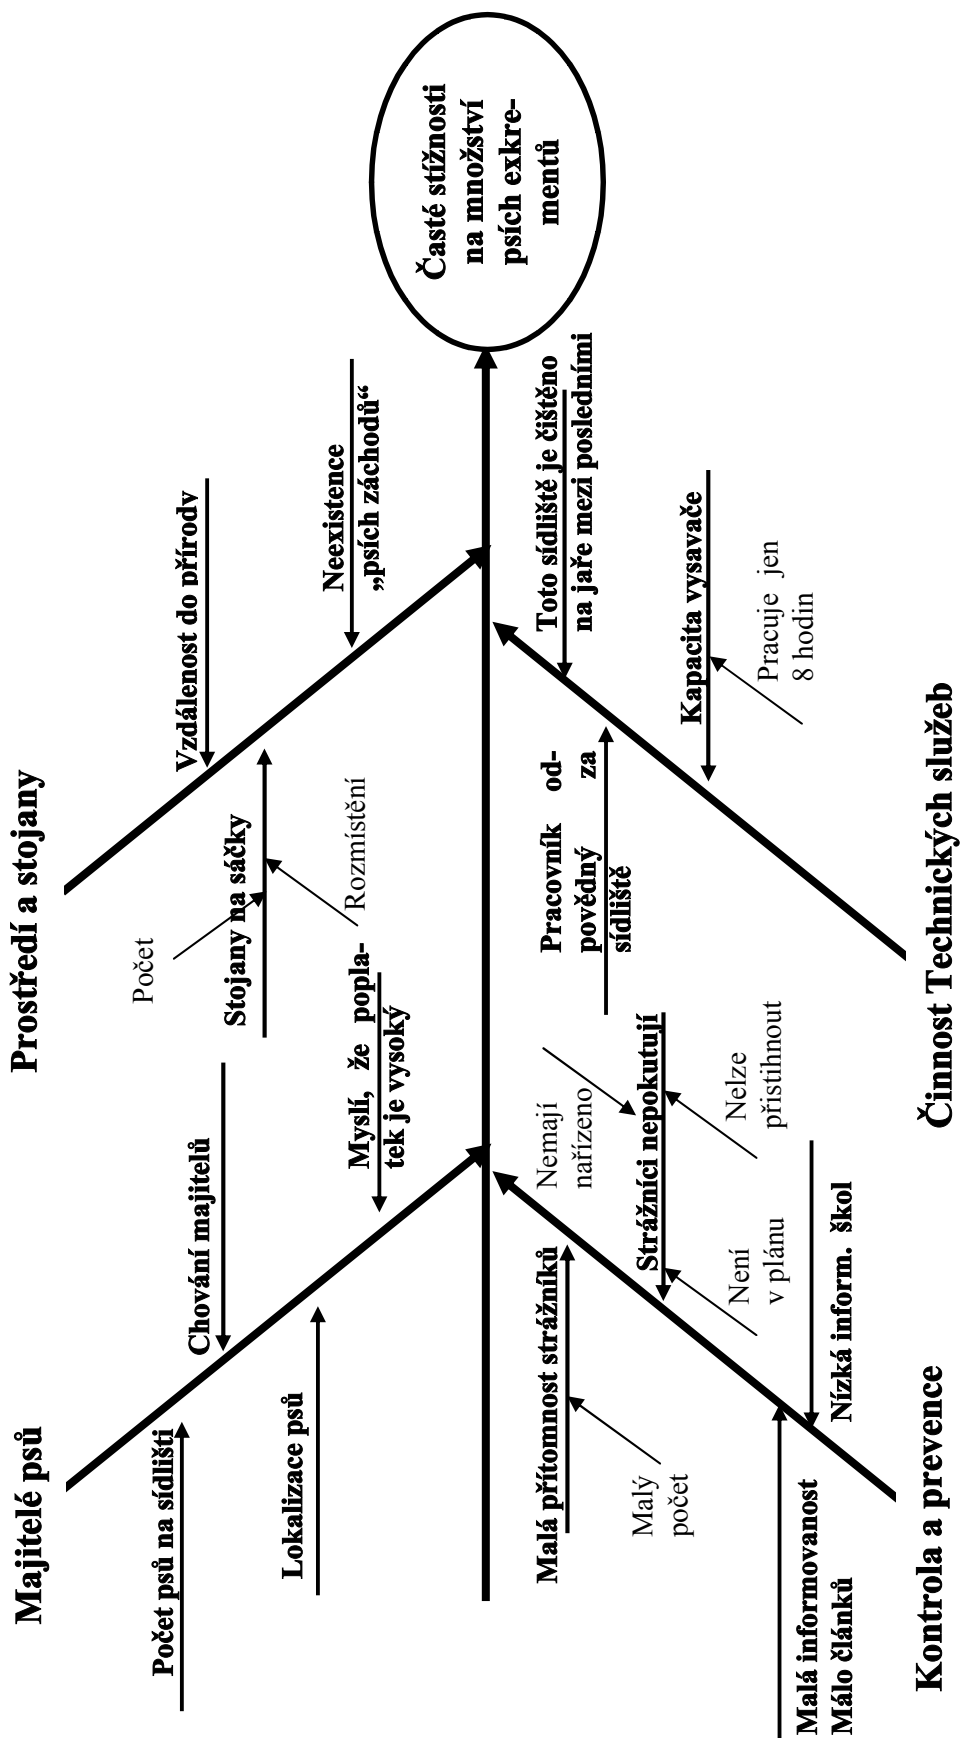 Majitelé psů
Prostředí a stojany
Počet psů na sídlišti
Chování majitelů
Lokalizace psů
Myslí, že popla-
tek je vysoký
Počet
Stojany na sáčky
Rozmístění
Vzdálenost do přírody
Neexistence
„psích záchodů“
Časté stížnosti
na množství
psích exkre-
mentů
Malá přítomnost strážníků
Malý
počet
Nemají
nařízeno
Strážníci nepokutují
Není
v plánu
Nelze
přistihnout
Malá informovanost
Málo článků
Nízká inform. škol
Pracovník od-
povědný za
sídliště
Toto sídliště je čištěno
na jaře mezi posledními
Kapacita vysavače
Pracuje jen
8 hodin
Kontrola a prevence
Činnost Technických služeb